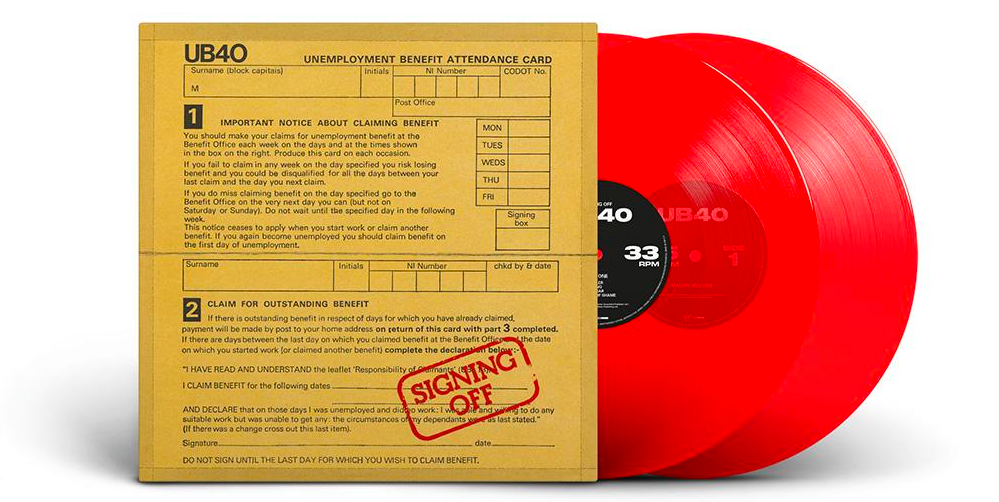 UB40
UNEMPLOYMENT BENEFIT ATTENDANCE CARD
Surname (block capitals) Initials NI Number CODOT No.
M
Post Office
1 IMPORTANT NOTICE ABOUT CLAIMING BENEFIT
You should make your claims for unemployment benefit at the
Benefit Office each week on the days and at the times shown
in the box on the right. Produce this card on each occasion.
If you fail to claim in any week on the day specified you risk losing
benefit and you could be disqualified for all the days between your
last claim and the day you next claim.
If you do miss claiming benefit on the day specified go to the
Benefit Office on the very next day you can (but not on
Saturday or Sunday). Do not wait until the specified day in the following
week.
This notice ceases to apply when you start work or claim another
benefit. If you again become unemployed you should claim benefit on
the first day of unemployment.
MON
TUES
WEDS
THU
FRI
Signing
box
Surname Initials NI Number chkd by & date
2 CLAIM FOR OUTSTANDING BENEFIT
If there is outstanding benefit in respect of days for which you have already claimed,
payment will be made by post to your home address on return of this card with part 3 completed.
If there are days between the last day on which you claimed benefit at the Benefit Office the date
on which you started work [or claimed another benefit) complete the declaration below:-
"I HAVE READ AND UNDERSTAND the leaflet 'Responsibility of Claimants'
I CLAIM BENEFIT for the following dates
AND DECLARE that on those days I was unemployed and did no work: I was able and willing to do any
suitable work but was unable to get any: the circumstances of my dependants were as last stated."
(If there was a change cross out this last item).
Signature date
DO NOT SIGN UNTIL THE LAST DAY FOR WHICH YOU WISH TO CLAIM BENEFIT.
SIGNING
OFF
NG OFF
40
33
RPM
ONE
OF SHAME
UB40
1